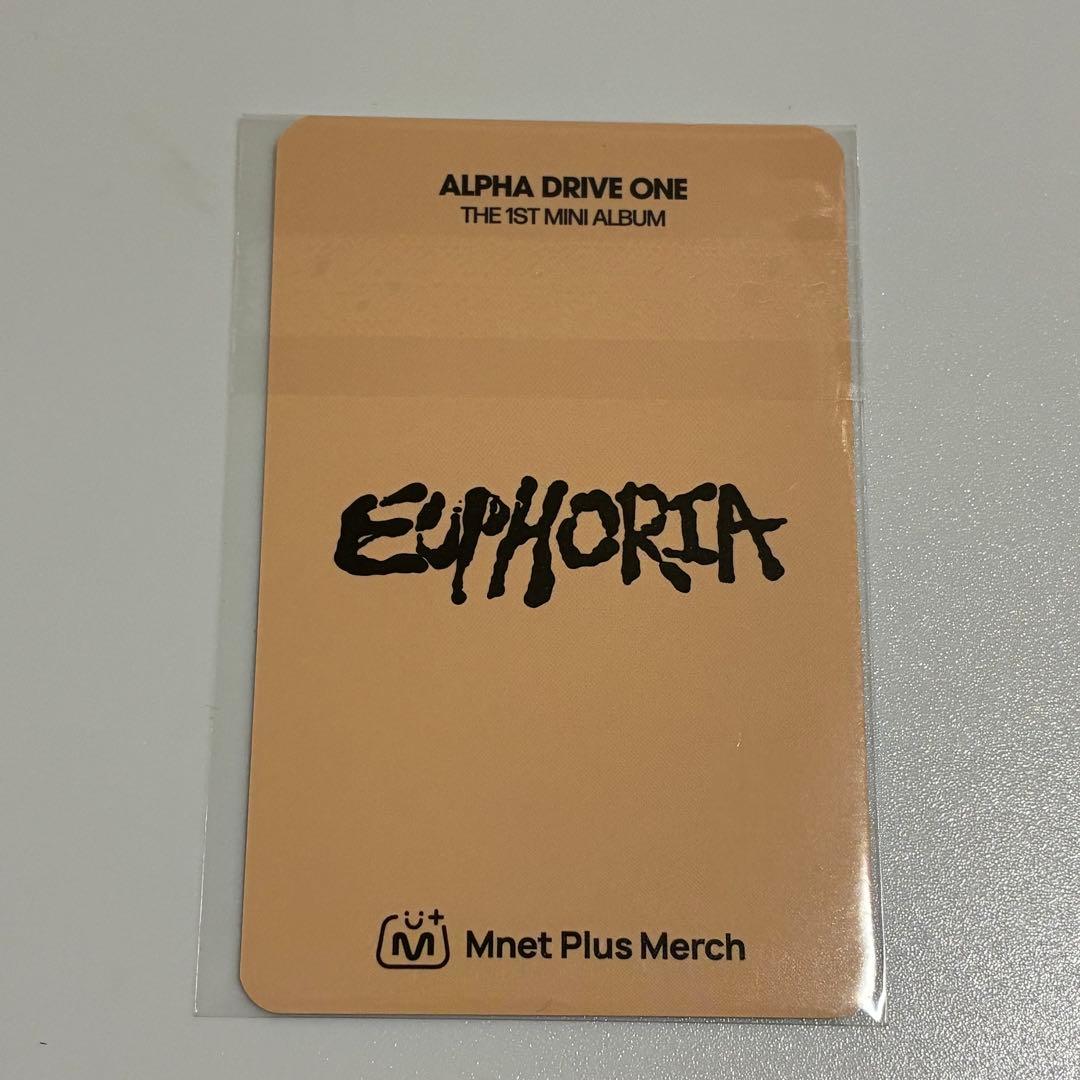 ALPHA DRIVE ONE
THE 1ST MINI ALBUM
EUPHORIA
M+ Mnet Plus Merch